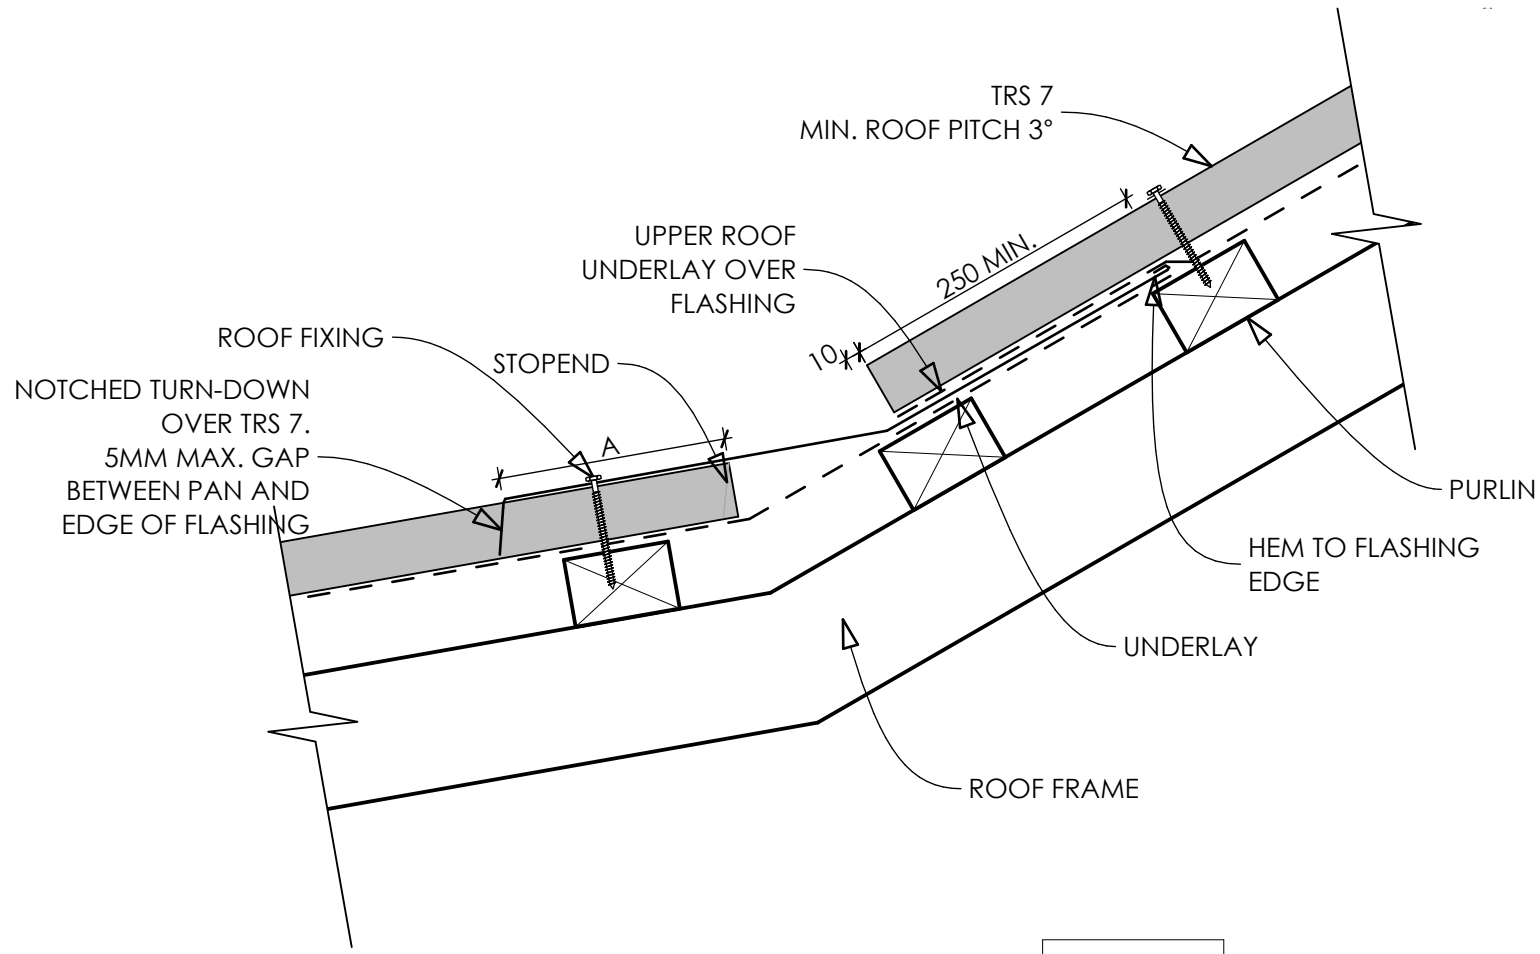 TRS 7
MIN. ROOF PITCH 3°
UPPER ROOF
UNDERLAY OVER
FLASHING
250 MIN.
10
ROOF FIXING
STOPEND
NOTCHED TURN-DOWN
OVER TRS 7.
5MM MAX. GAP
BETWEEN PAN AND
EDGE OF FLASHING
A
PURLIN
HEM TO FLASHING
EDGE
UNDERLAY
ROOF FRAME